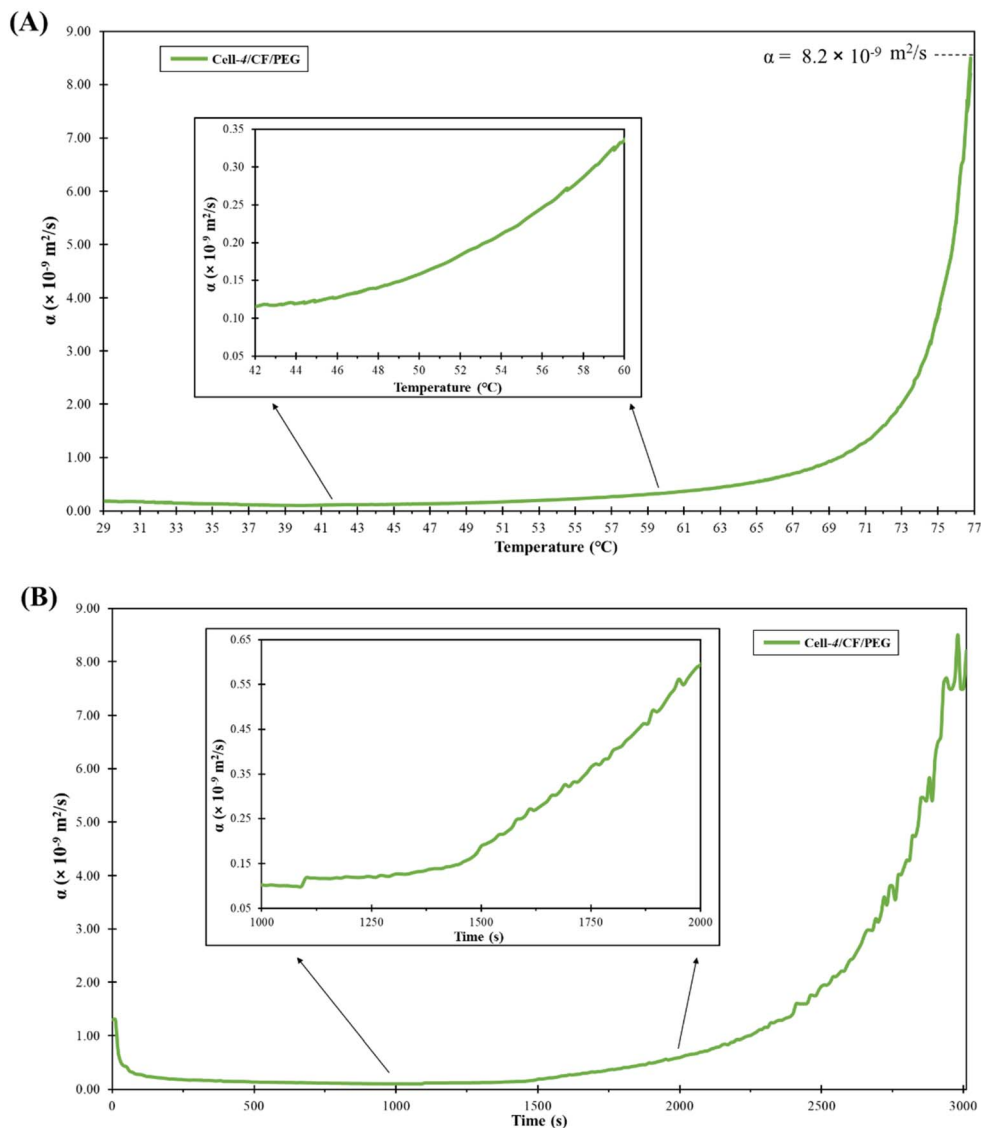 (A)
9.00
8.00
7.00
6.00
5.00
4.00
3.00
2.00
1.00
0.00
α (× 10⁻⁹ m²/s)
Cell-4/CF/PEG
α = 8.2 × 10⁻⁹ m²/s
0.35
0.30
0.25
0.20
0.15
0.10
0.05
α (× 10⁻⁹ m²/s)
42 44 46 48 50 52 54 56 58 60
Temperature (°C)
29 31 33 35 37 39 41 43 45 47 49 51 53 55 57 59 61 63 65 67 69 71 73 75 77
Temperature (°C)
(B)
9.00
8.00
7.00
6.00
5.00
4.00
3.00
2.00
1.00
0.00
α (× 10⁻⁹ m²/s)
Cell-4/CF/PEG
0.65
0.55
0.45
0.35
0.25
0.15
0.05
α (× 10⁻⁹ m²/s)
1000 1250 1500 1750 2000
Time (s)
0 500 1000 1500 2000 2500 3000
Time (s)